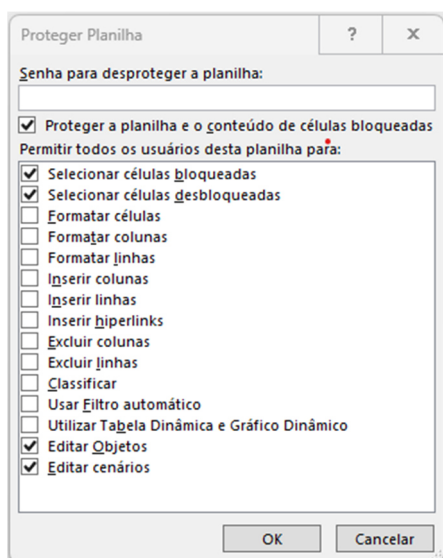 Proteger Planilha ? X
Senha para desproteger a planilha:
Proteger a planilha e o conteúdo de células bloqueadas
Permitir todos os usuários desta planilha para:
Selecionar células bloqueadas
Selecionar células desbloqueadas
Formatar células
Formatar colunas
Formatar linhas
Inserir colunas
Inserir linhas
Inserir hiperlinks
Excluir colunas
Excluir linhas
Classificar
Usar Filtro automático
Utilizar Tabela Dinâmica e Gráfico Dinâmico
Editar Objetos
Editar cenários
OK Cancelar